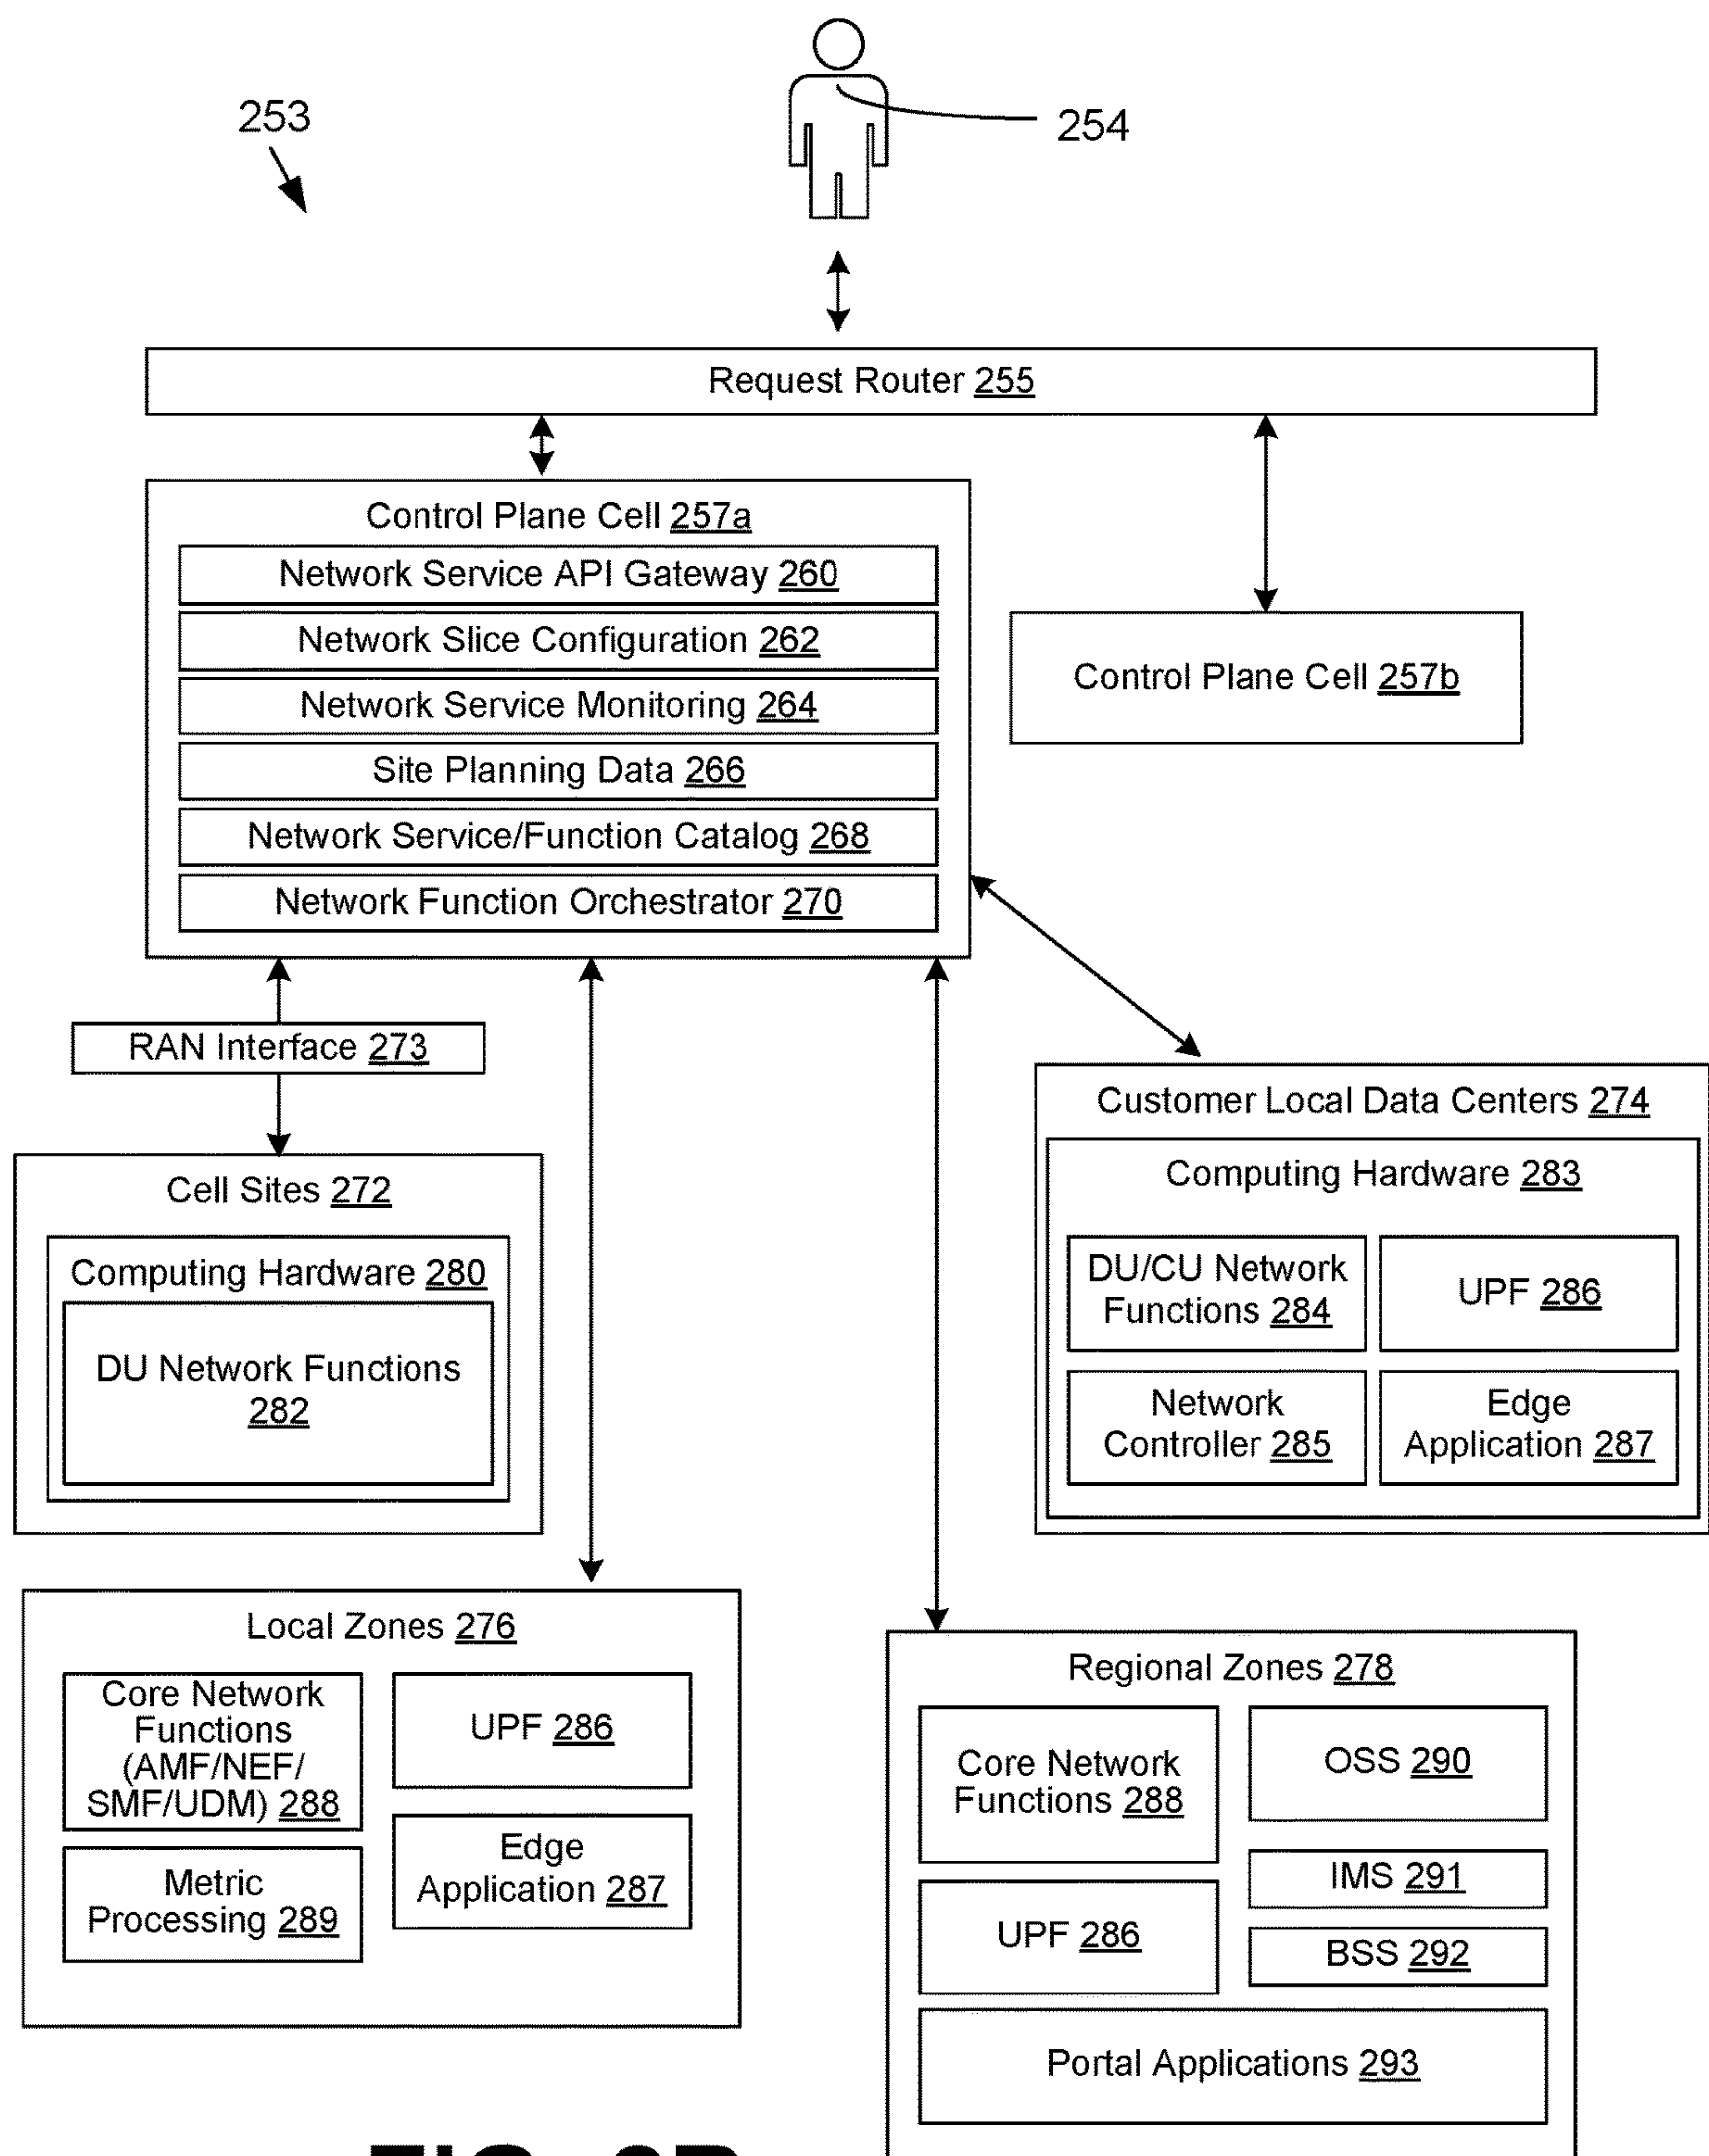 253
254
Request Router 255
Control Plane Cell 257a
Network Service API Gateway 260
Network Slice Configuration 262
Network Service Monitoring 264
Site Planning Data 266
Network Service/Function Catalog 268
Network Function Orchestrator 270
Control Plane Cell 257b
RAN Interface 273
Cell Sites 272
Computing Hardware 280
DU Network Functions
282
Customer Local Data Centers 274
Computing Hardware 283
DU/CU Network
Functions 284
UPF 286
Network
Controller 285
Edge
Application 287
Local Zones 276
Core Network
Functions
(AMF/NEF/
SMF/UDM) 288
UPF 286
Metric
Processing 289
Edge
Application 287
Regional Zones 278
Core Network
Functions 288
OSS 290
IMS 291
UPF 286
BSS 292
Portal Applications 293